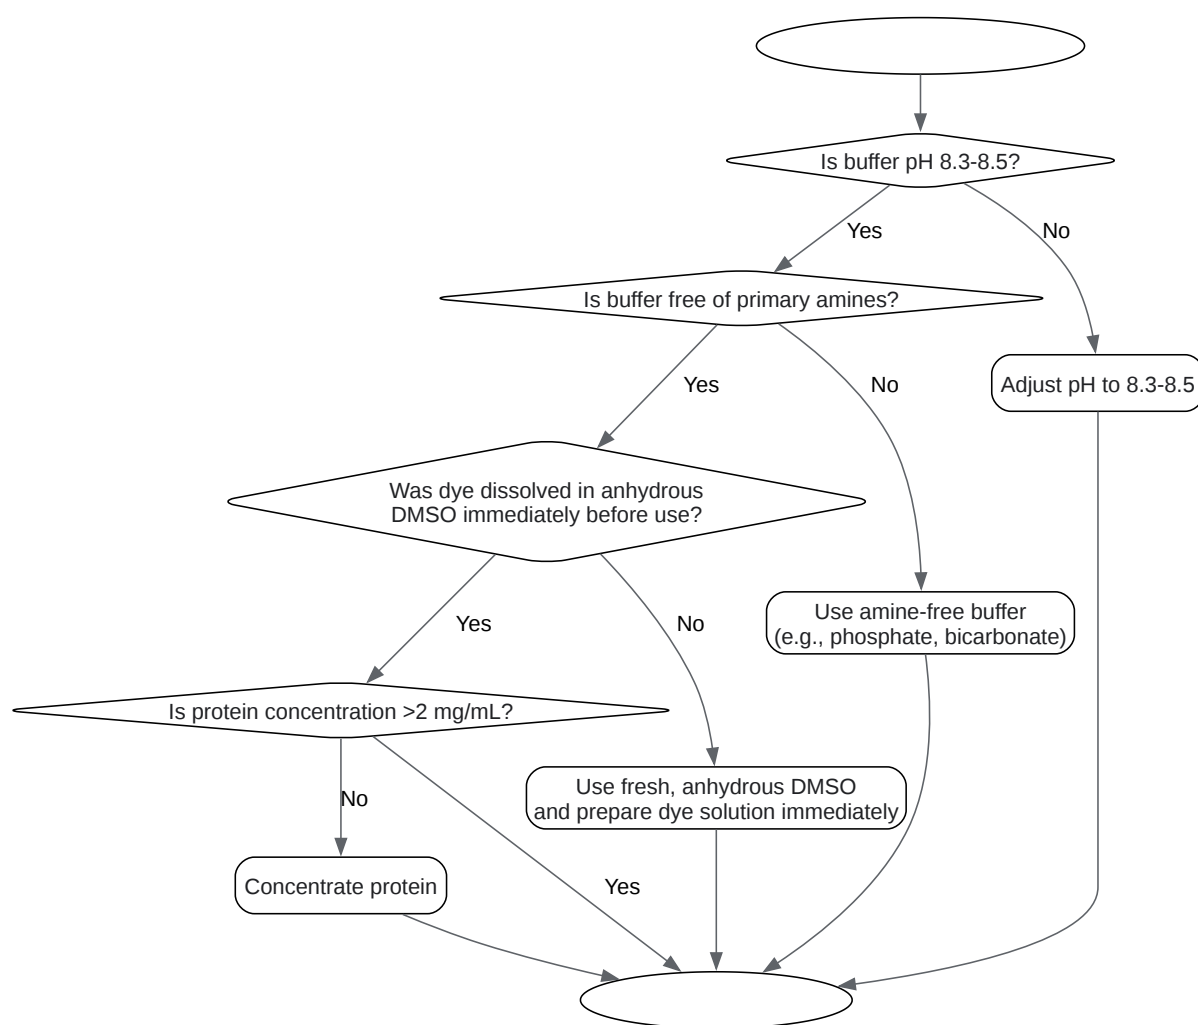 Is buffer pH 8.3-8.5?
Yes
No
Is buffer free of primary amines?
Yes
No
Adjust pH to 8.3-8.5
Was dye dissolved in anhydrous
DMSO immediately before use?
Yes
No
Use amine-free buffer
(e.g., phosphate, bicarbonate)
Is protein concentration >2 mg/mL?
No
Yes
Use fresh, anhydrous DMSO
and prepare dye solution immediately
Concentrate protein